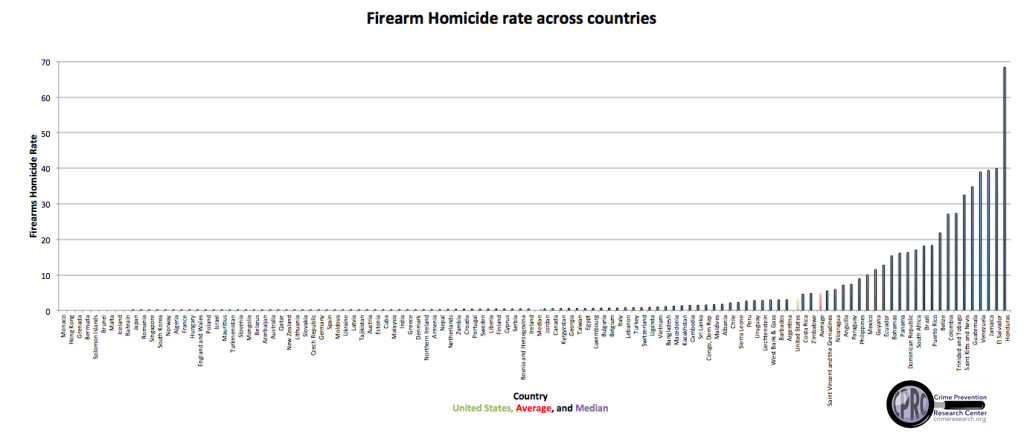 Firearm Homicide rate across countries
70
60
50
40
30
20
10
0
Firearms Homicide Rate
Monaco
Hong Kong
Grenada
Bermuda
Solomon Islands
Brunei
Malta
Iceland
Bahrain
Japan
Romania
Singapore
South Korea
Norway
Algeria
France
Hungary
England and Wales
Poland
Israel
Mauritius
Turkmenistan
Slovenia
Mongolia
Belarus
Azerbaijan
Australia
Qatar
New Zealand
Lithuania
Slovakia
Czech Republic
Germany
Spain
Ukraine
Latvia
Tajikistan
Austria
Estonia
Cuba
Malaysia
India
Greece
Denmark
Northern Ireland
Armenia
Nepal
Netherlands
Zambia
Croatia
Portugal
Sweden
Liberia
Finland
Cyprus
Serbia
Bosnia and Herzegovina
Ireland
Median
Jordan
Canada
Kyrgyzstan
Georgia
Taiwan
Egypt
Luxembourg
Bulgaria
Belgium
Italy
Lebanon
Turkey
Switzerland
Uganda
Vietnam
Bangladesh
Macedonia
Kazakhstan
Cambodia
Sri Lanka
Congo, Dem Rep
Moldova
Albania
Chile
Sierra Leone
Peru
Uruguay
Liechtenstein
West Bank & Gaza
Barbados
Argentina
United States
Costa Rica
Zimbabwe
Average
Saint Vincent and the Grenadines
Nicaragua
Anguilla
Paraguay
Philippines
Mexico
Guyana
Ecuador
Bahamas
Panama
Dominican Republic
South Africa
Brazil
Puerto Rico
Belize
Colombia
Trinidad and Tobago
Saint Kitts and Nevis
Guatemala
Venezuela
Jamaica
El Salvador
Honduras
Country
United States, Average, and Median
CPRC
Crime Prevention
Research Center
crimeresearch.org